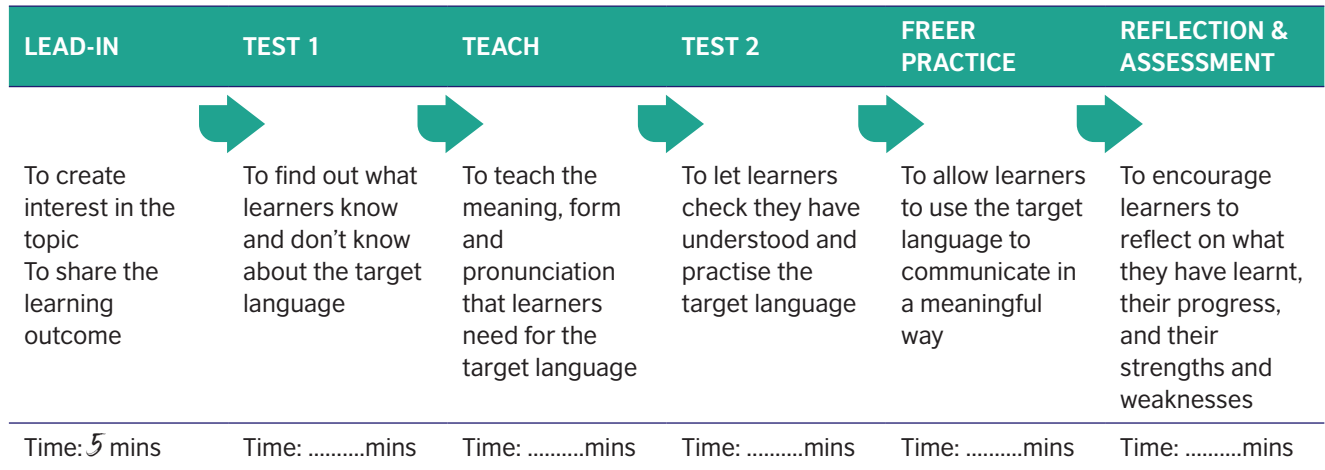 LEAD-IN
TEST 1
TEACH
TEST 2
FREER
PRACTICE
REFLECTION &
ASSESSMENT
To create
interest in the
topic
To share the
learning
outcome
To find out what
learners know
and don't know
about the target
language
To teach the
meaning, form
and
pronunciation
that learners
need for the
target language
To let learners
check they have
understood and
practise the
target language
To allow learners
to use the target
language to
communicate in
a meaningful
way
To encourage
learners to
reflect on what
they have learnt,
their progress,
and their
strengths and
weaknesses
Time: 5 mins
Time: ..........mins
Time: ..........mins
Time: ..........mins
Time: ..........mins
Time: ..........mins